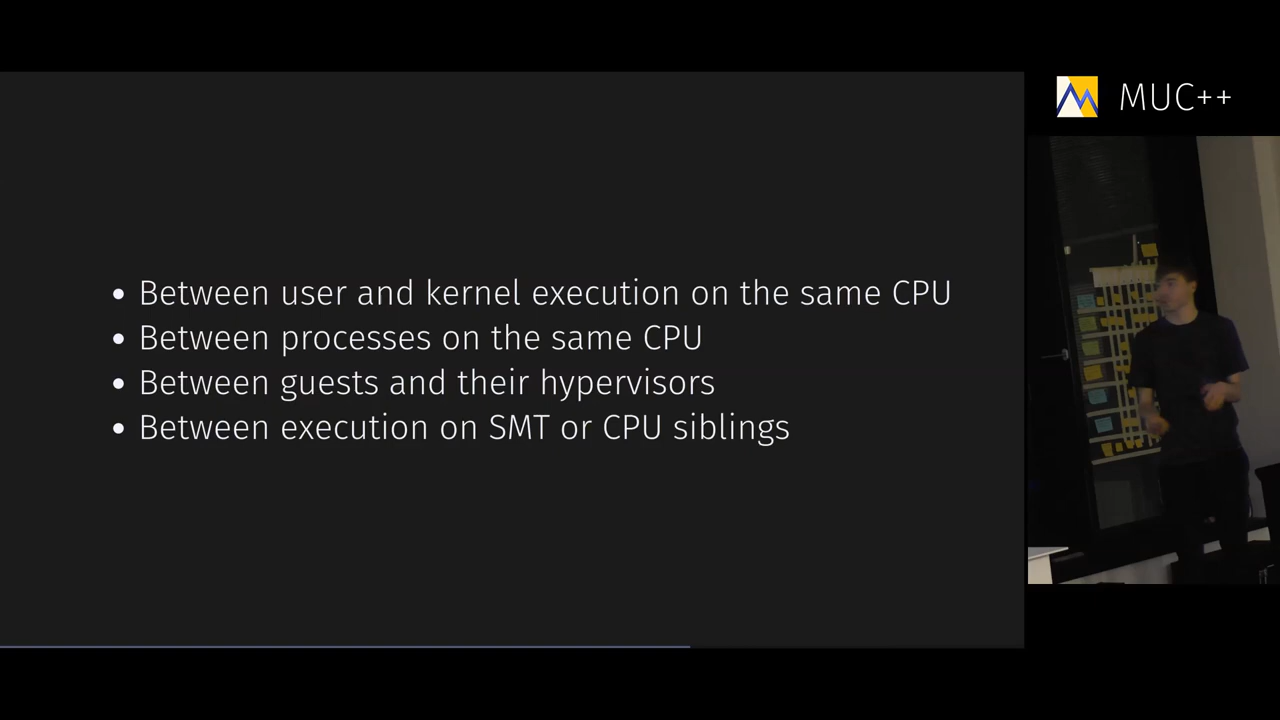 MUC++
• Between user and kernel execution on the same CPU
• Between processes on the same CPU
• Between guests and their hypervisors
• Between execution on SMT or CPU siblings